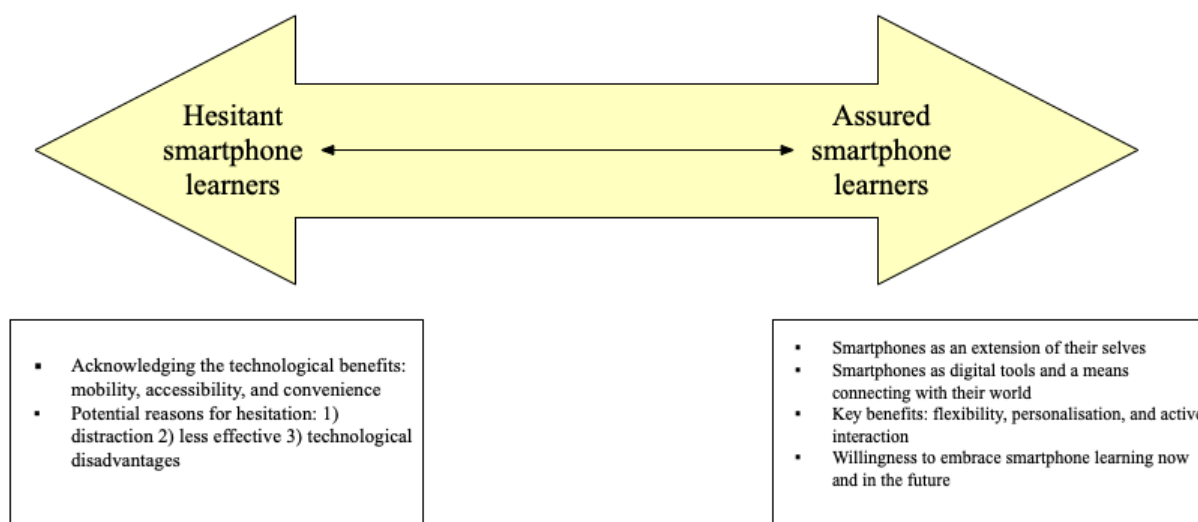 Hesitant
smartphone
learners
Assured
smartphone
learners
▪ Acknowledging the technological benefits:
mobility, accessibility, and convenience
▪ Potential reasons for hesitation: 1)
distraction 2) less effective 3) technological
disadvantages
▪ Smartphones as an extension of their selves
▪ Smartphones as digital tools and a means
connecting with their world
▪ Key benefits: flexibility, personalisation, and active
interaction
▪ Willingness to embrace smartphone learning now
and in the future